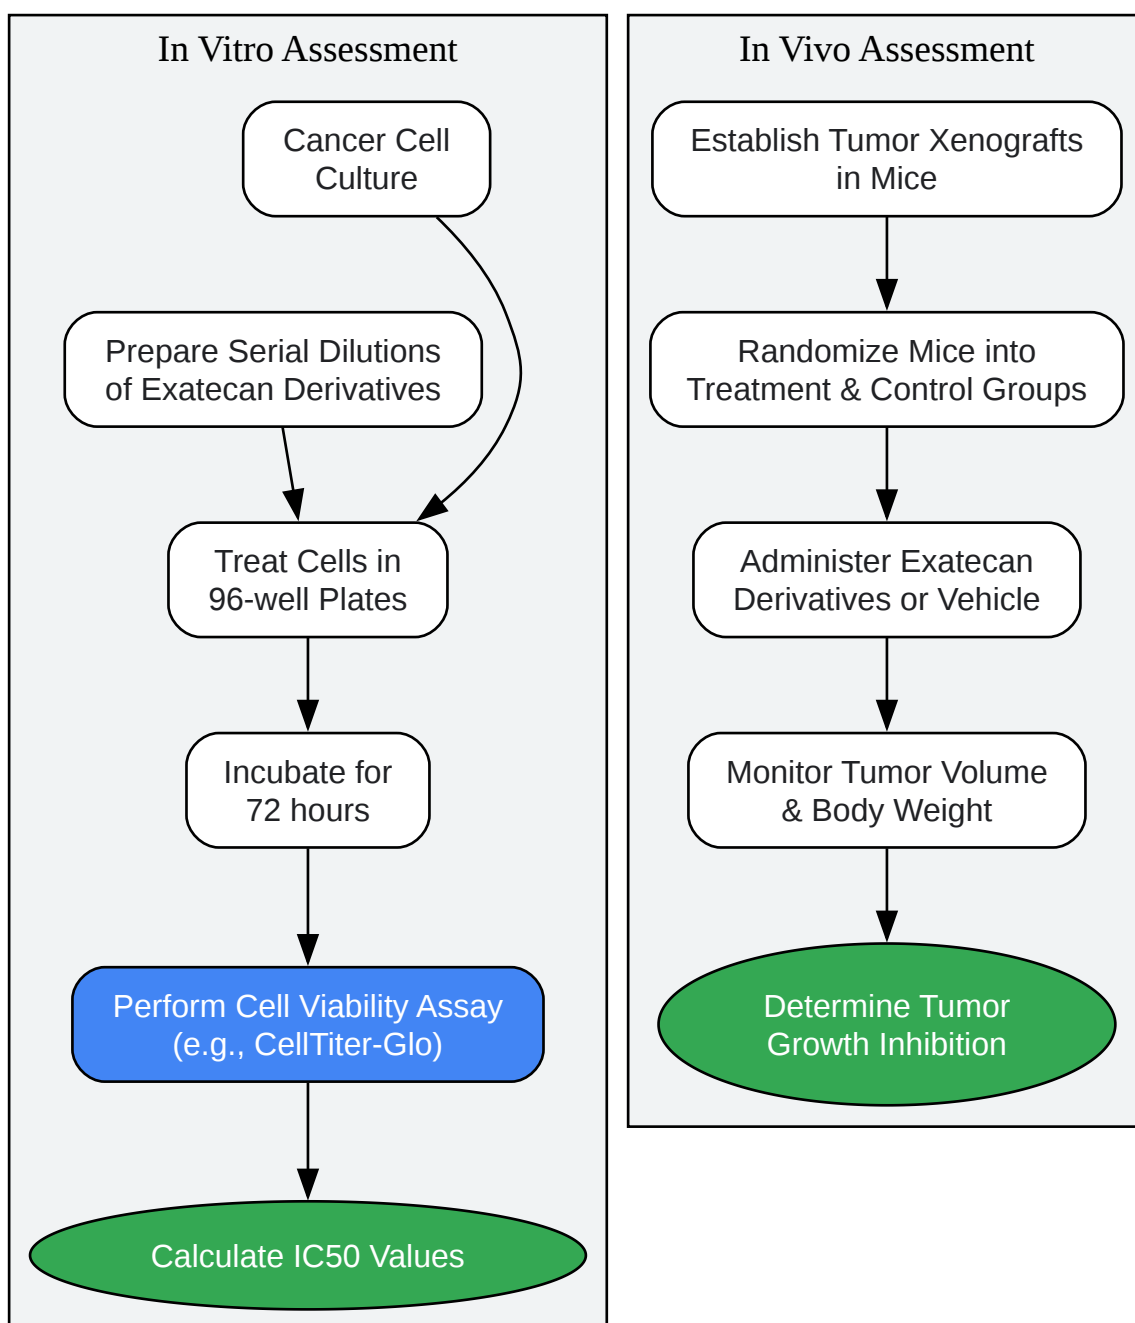 In Vitro Assessment
Cancer Cell
Culture
Prepare Serial Dilutions
of Exatecan Derivatives
Treat Cells in
96-well Plates
Incubate for
72 hours
Perform Cell Viability Assay
(e.g., CellTiter-Glo)
Calculate IC50 Values
In Vivo Assessment
Establish Tumor Xenografts
in Mice
Randomize Mice into
Treatment & Control Groups
Administer Exatecan
Derivatives or Vehicle
Monitor Tumor Volume
& Body Weight
Determine Tumor
Growth Inhibition